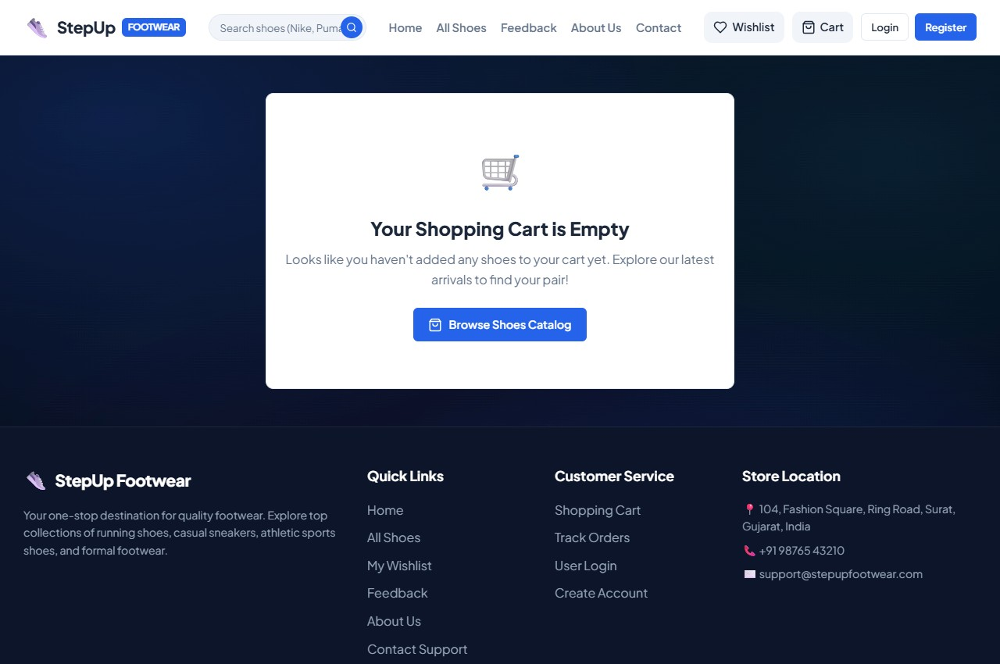 StepUp FOOTWEAR
Search shoes (Nike, Puma
Home
All Shoes
Feedback
About Us
Contact
Wishlist
Cart
Login
Register
Your Shopping Cart is Empty
Looks like you haven't added any shoes to your cart yet. Explore our latest
arrivals to find your pair!
Browse Shoes Catalog
StepUp Footwear
Your one-stop destination for quality footwear. Explore top
collections of running shoes, casual sneakers, athletic sports
shoes, and formal footwear.
Quick Links
Home
All Shoes
My Wishlist
Feedback
About Us
Contact Support
Customer Service
Shopping Cart
Track Orders
User Login
Create Account
Store Location
104, Fashion Square, Ring Road, Surat,
Gujarat, India
+91 98765 43210
support@stepupfootwear.com